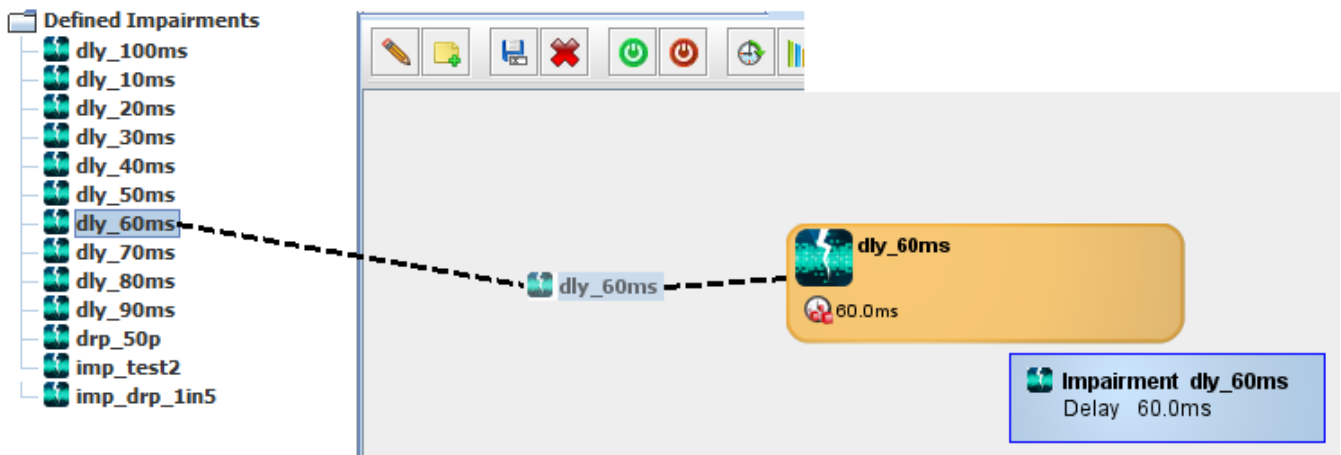 Defined Impairments
dly_100ms
dly_10ms
dly_20ms
dly_30ms
dly_40ms
dly_50ms
dly_60ms
dly_70ms
dly_80ms
dly_90ms
drp_50p
imp_test2
imp_drp_1in5
dly_60ms
dly_60ms
60.0ms
Impairment dly_60ms
Delay 60.0ms